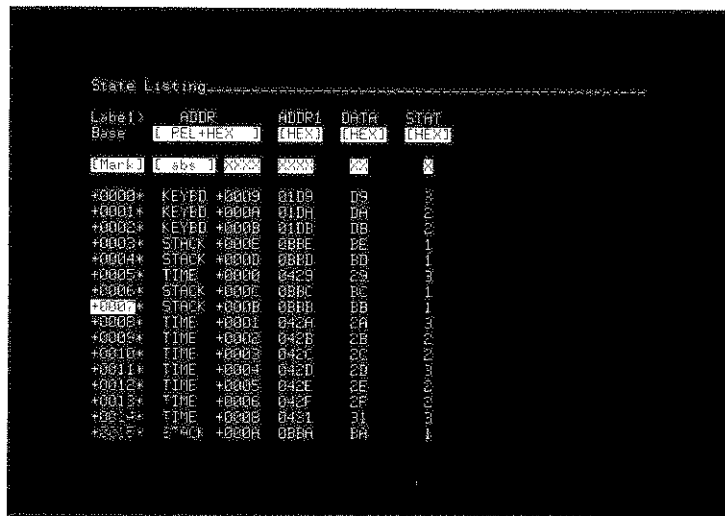 State Listing
Label> ADDR ADDR1 DATA STAT
Base [ PEL+HEX ] [HEX] [HEX] [HEX]
[Mark] [ abs ] XXXX XXXX XX X
+0000* KEYBD +0009 01D9 D9 3
+0001* KEYBD +000A 01DA DA 2
+0002* KEYBD +000B 01DB DB 2
+0003* STACK +000E 0BBE BE 1
+0004* STACK +000D 0BBD BD 1
+0005* TIME +0000 0429 29 3
+0006* STACK +000C 0BBC BC 1
+0007* STACK +000B 0BBB BB 1
+0008* TIME +0001 042A 2A 3
+0009* TIME +0002 042B 2B 2
+0010* TIME +0003 042C 2C 2
+0011* TIME +0004 042D 2D 3
+0012* TIME +0005 042E 2E 2
+0013* TIME +0006 042F 2F 2
+0014* TIME +0008 0431 31 3
+0015* STACK +000A 0BBA BA 1